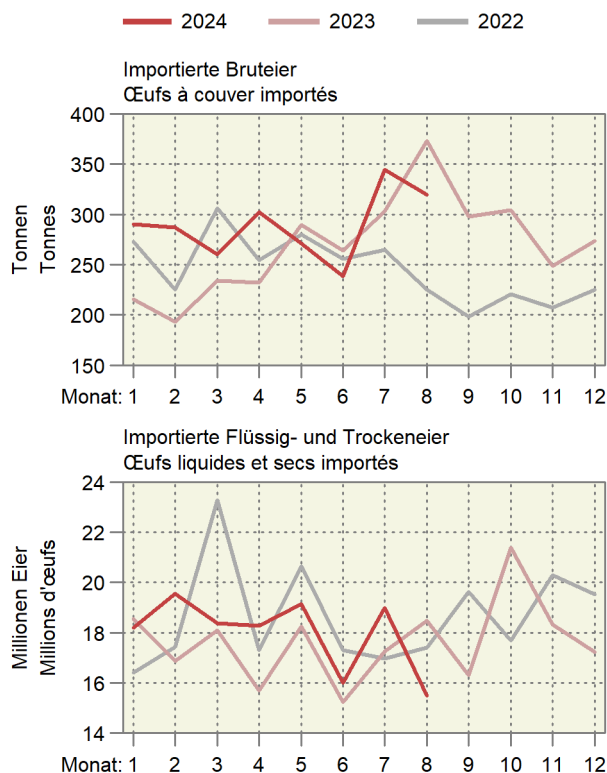 2024 2023 2022
Importierte Bruteier
Œufs à couver importés
Tonnen
Tonnes
400
350
300
250
200
150
Monat: 1 2 3 4 5 6 7 8 9 10 11 12
Importierte Flüssig- und Trockeneier
Œufs liquides et secs importés
Millionen Eier
Millions d'œufs
24
22
20
18
16
14
Monat: 1 2 3 4 5 6 7 8 9 10 11 12